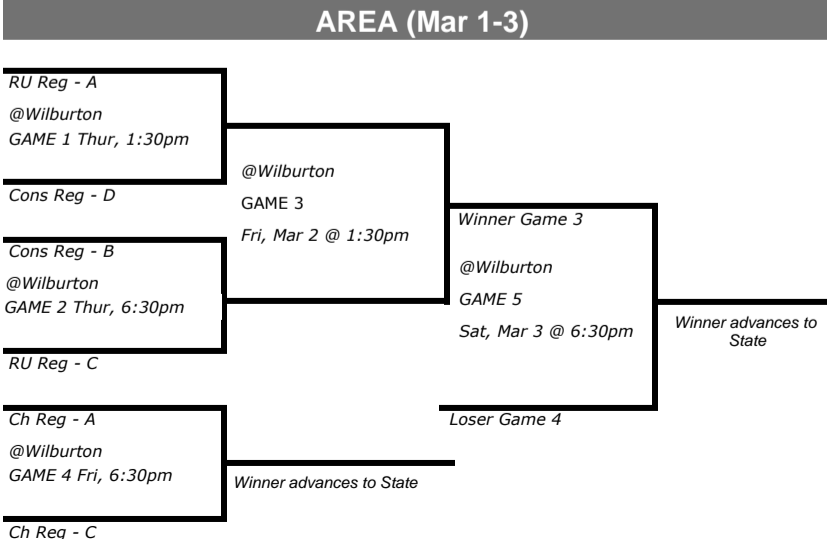 AREA (Mar 1-3)
RU Reg - A
@Wilburton
GAME 1 Thur, 1:30pm
Cons Reg - D
@Wilburton
GAME 3
Fri, Mar 2 @ 1:30pm
Cons Reg - B
@Wilburton
GAME 2 Thur, 6:30pm
RU Reg - C
Winner Game 3
@Wilburton
GAME 5
Sat, Mar 3 @ 6:30pm
Loser Game 4
Winner advances to
State
Ch Reg - A
@Wilburton
GAME 4 Fri, 6:30pm
Ch Reg - C
Winner advances to State